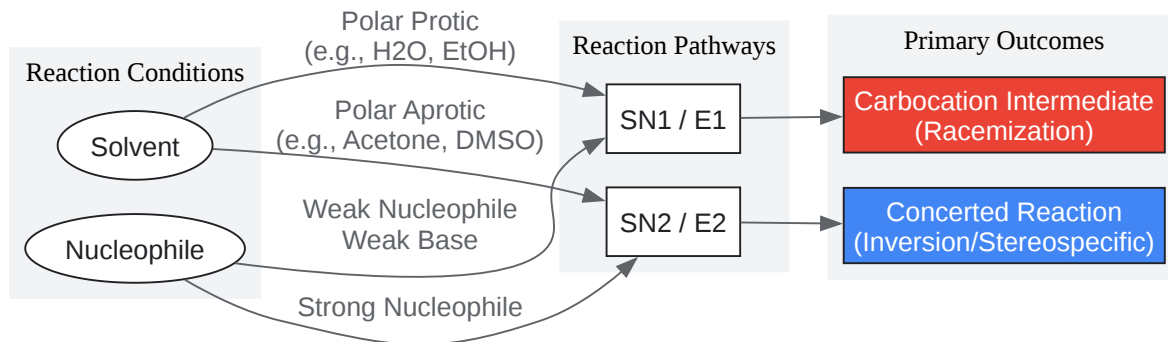 Reaction Conditions
Solvent
Nucleophile
Polar Protic
(e.g., H2O, EtOH)
Polar Aprotic
(e.g., Acetone, DMSO)
Weak Nucleophile
Weak Base
Strong Nucleophile
Reaction Pathways
SN1 / E1
SN2 / E2
Primary Outcomes
Carbocation Intermediate
(Racemization)
Concerted Reaction
(Inversion/Stereospecific)